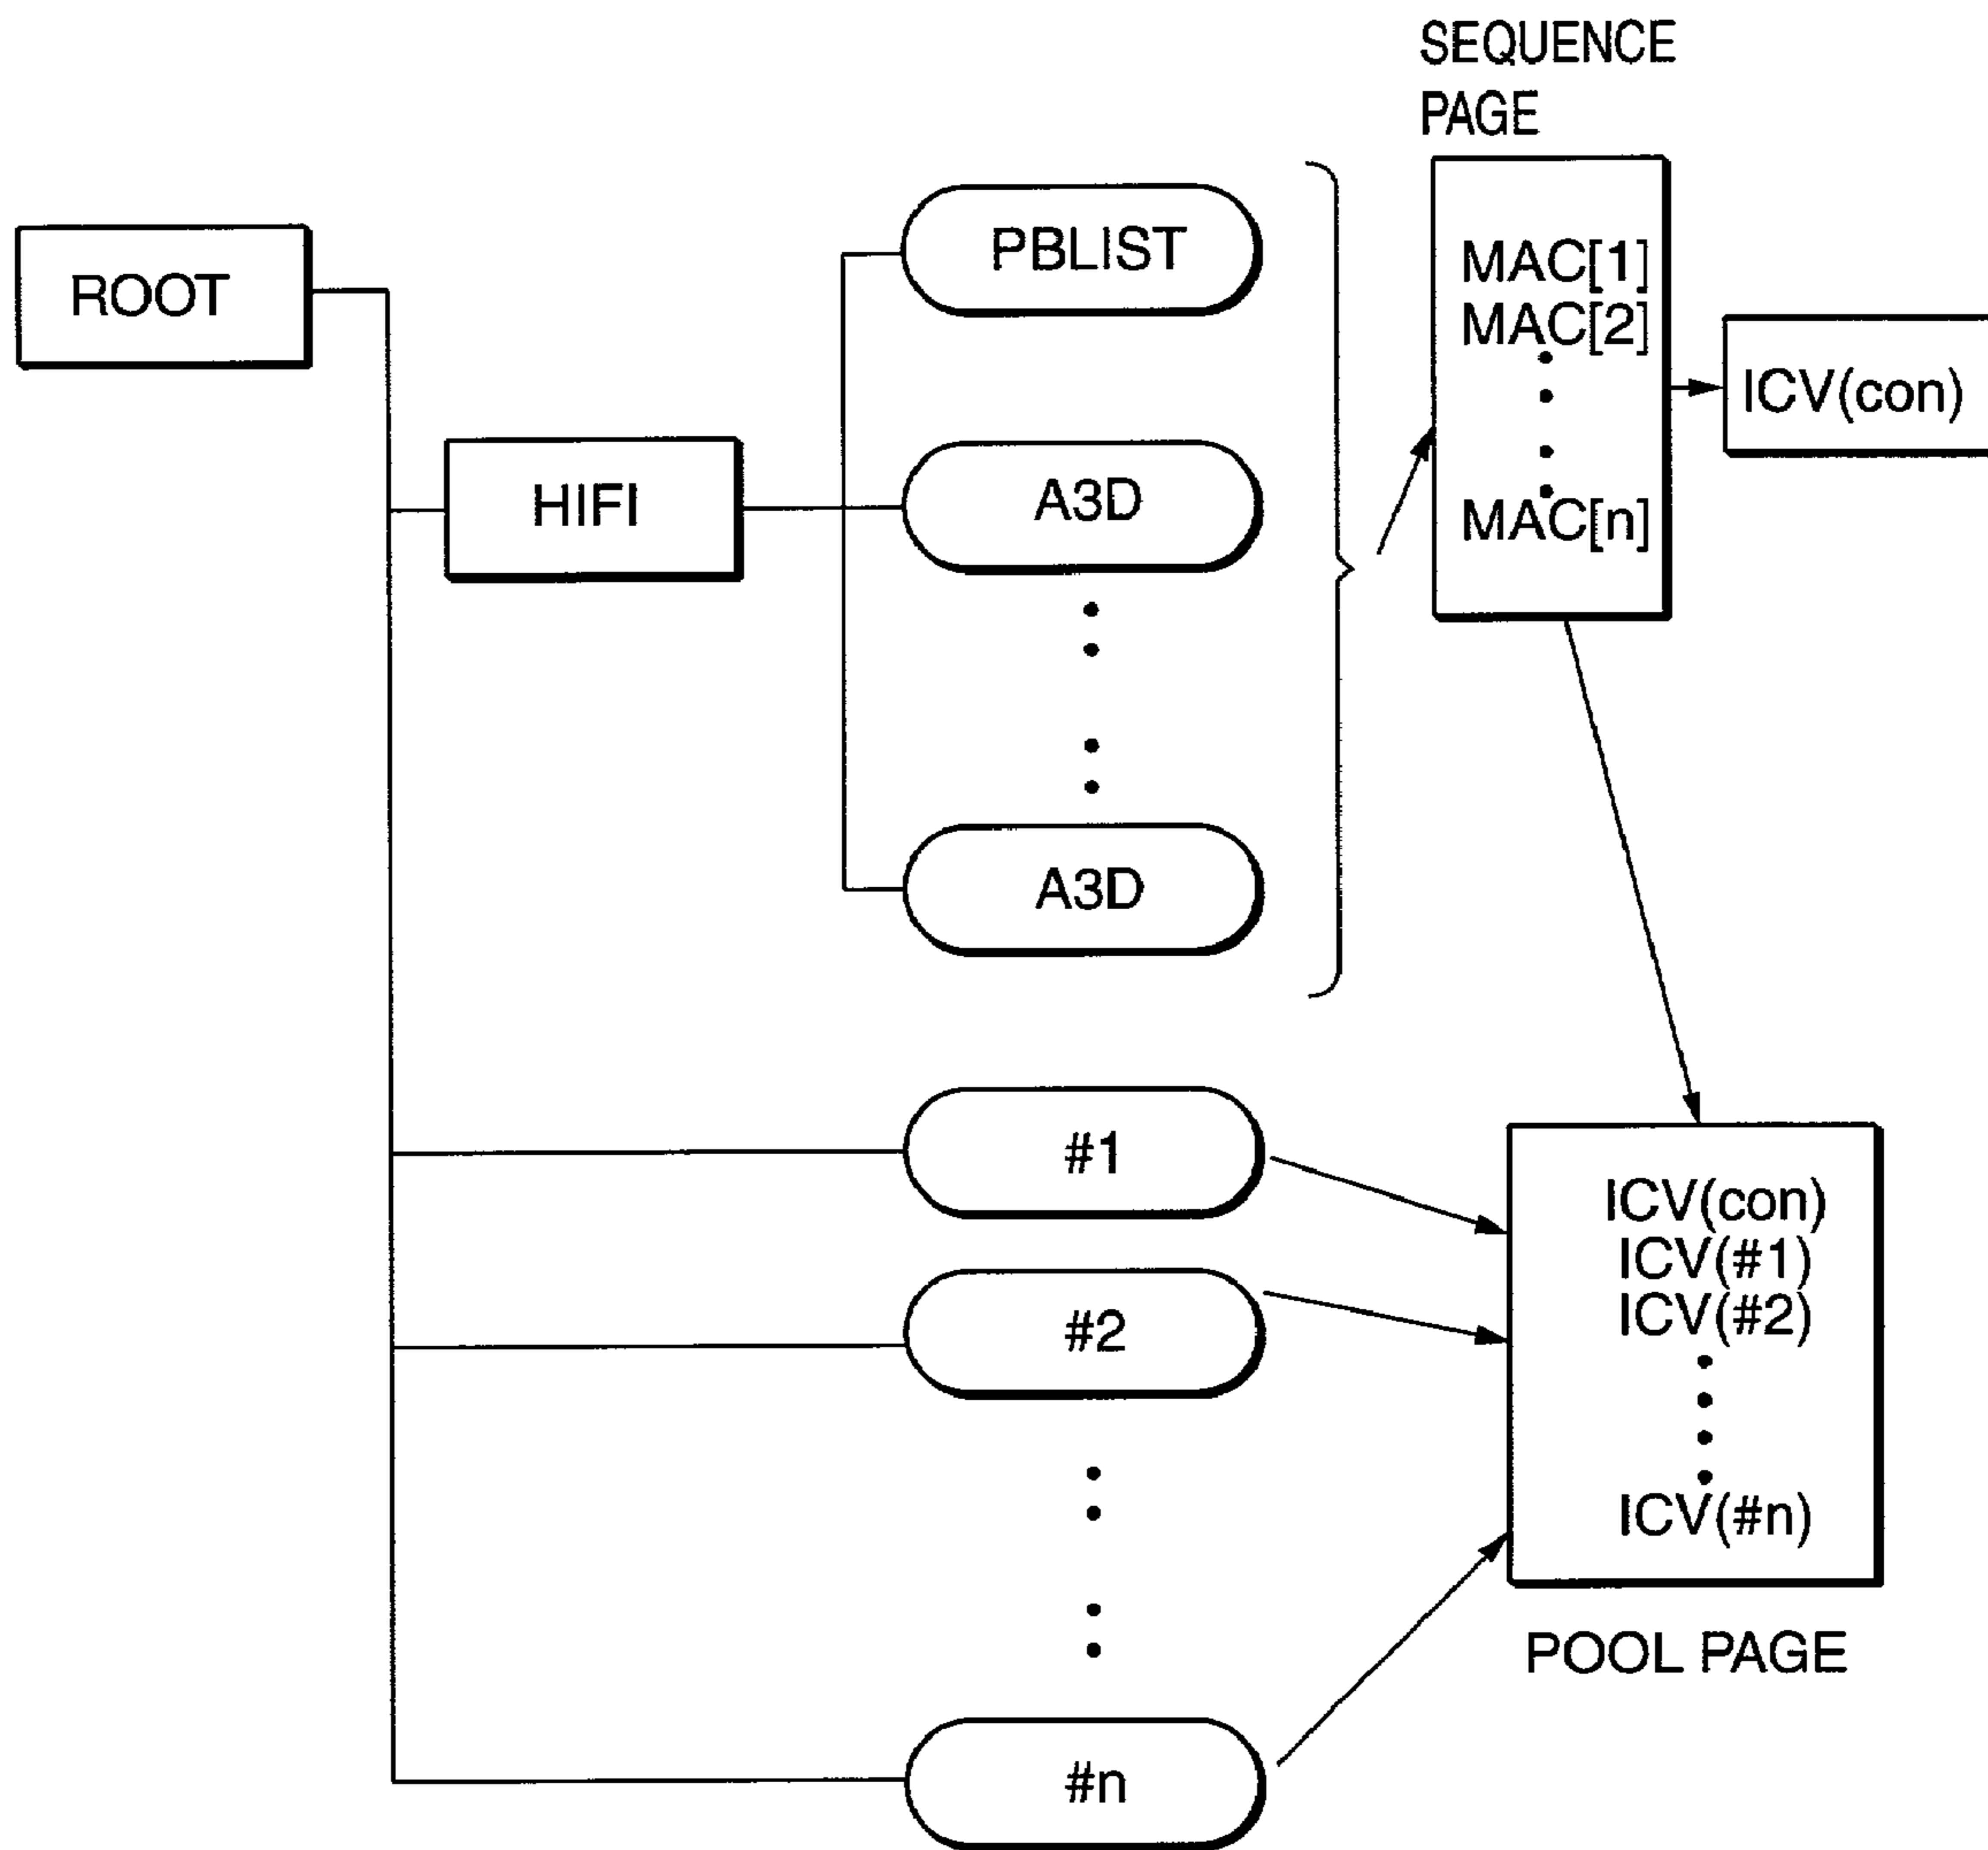 SEQUENCE
PAGE
ROOT
HIFI
PBLIST
A3D
A3D
MAC[1]
MAC[2]
MAC[n]
ICV(con)
#1
#2
#n
ICV(con)
ICV(#1)
ICV(#2)
ICV(#n)
POOL PAGE